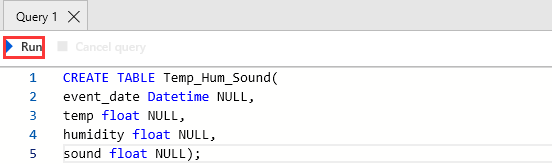 Query 1
Run
Cancel query
1 CREATE TABLE Temp_Hum_Sound(
2 event_date Datetime NULL,
3 temp float NULL,
4 humidity float NULL,
5 sound float NULL);